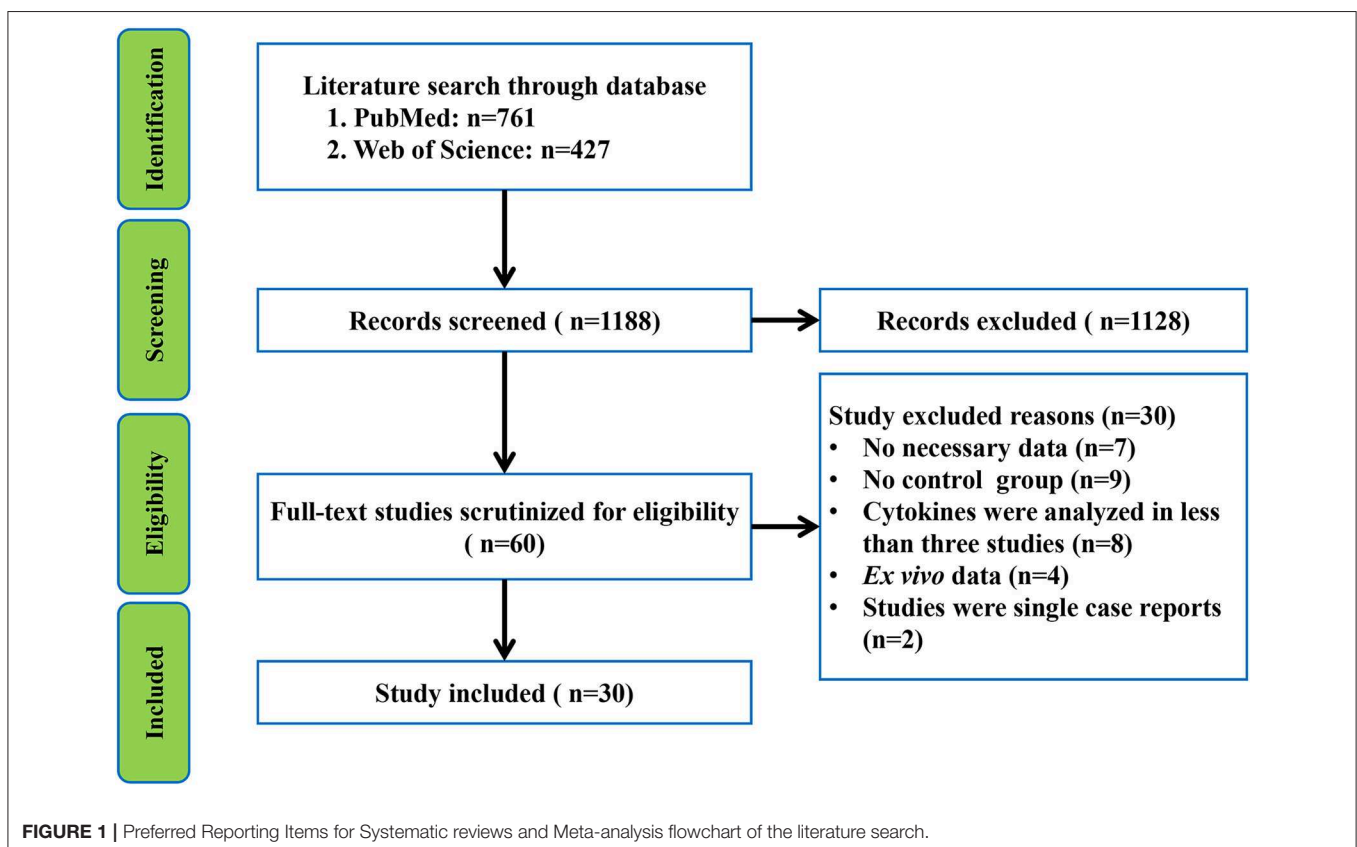 Identification
Literature search through database
1. PubMed: n=761
2. Web of Science: n=427
Screening
Records screened ( n=1188)
Records excluded ( n=1128)
Eligibility
Full-text studies scrutinized for eligibility
( n=60)
Study excluded reasons (n=30)
• No necessary data (n=7)
• No control group (n=9)
• Cytokines were analyzed in less
than three studies (n=8)
• Ex vivo data (n=4)
• Studies were single case reports
(n=2)
Included
Study included ( n=30)
FIGURE 1 | Preferred Reporting Items for Systematic reviews and Meta-analysis flowchart of the literature search.